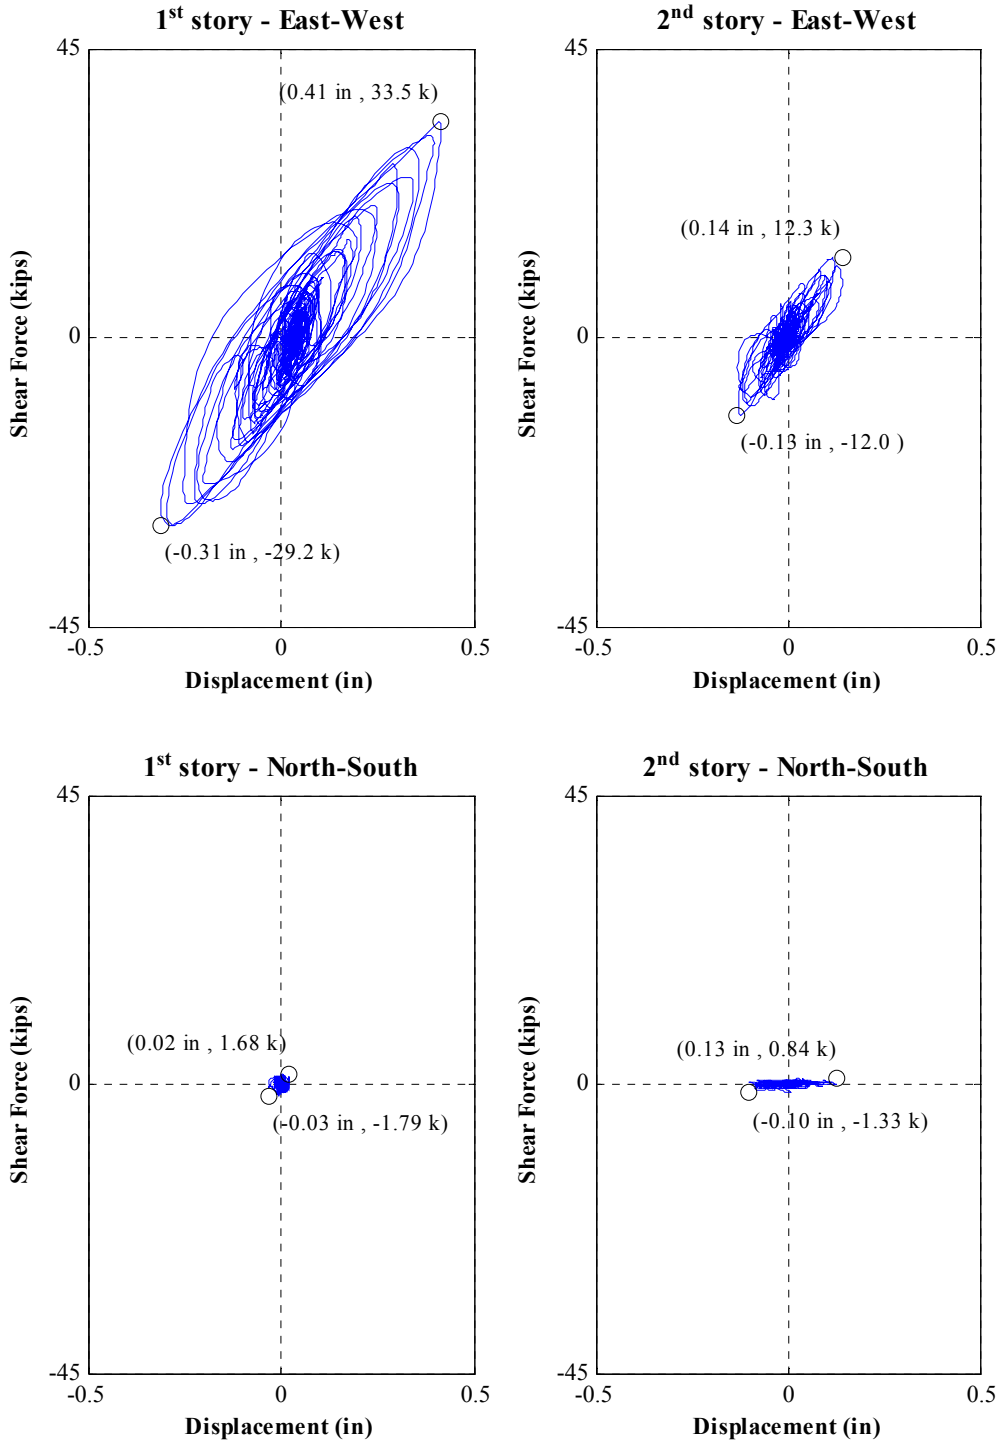 1st story - East-West
45
(0.41 in , 33.5 k)
Shear Force (kips)
0
(-0.31 in , -29.2 k)
-45
-0.5 0 0.5
Displacement (in)
2nd story - East-West
45
(0.14 in , 12.3 k)
Shear Force (kips)
0
(-0.13 in , -12.0 )
-45
-0.5 0 0.5
Displacement (in)
1st story - North-South
45
(0.02 in , 1.68 k)
Shear Force (kips)
0
(-0.03 in , -1.79 k)
-45
-0.5 0 0.5
Displacement (in)
2nd story - North-South
45
(0.13 in , 0.84 k)
Shear Force (kips)
0
(-0.10 in , -1.33 k)
-45
-0.5 0 0.5
Displacement (in)